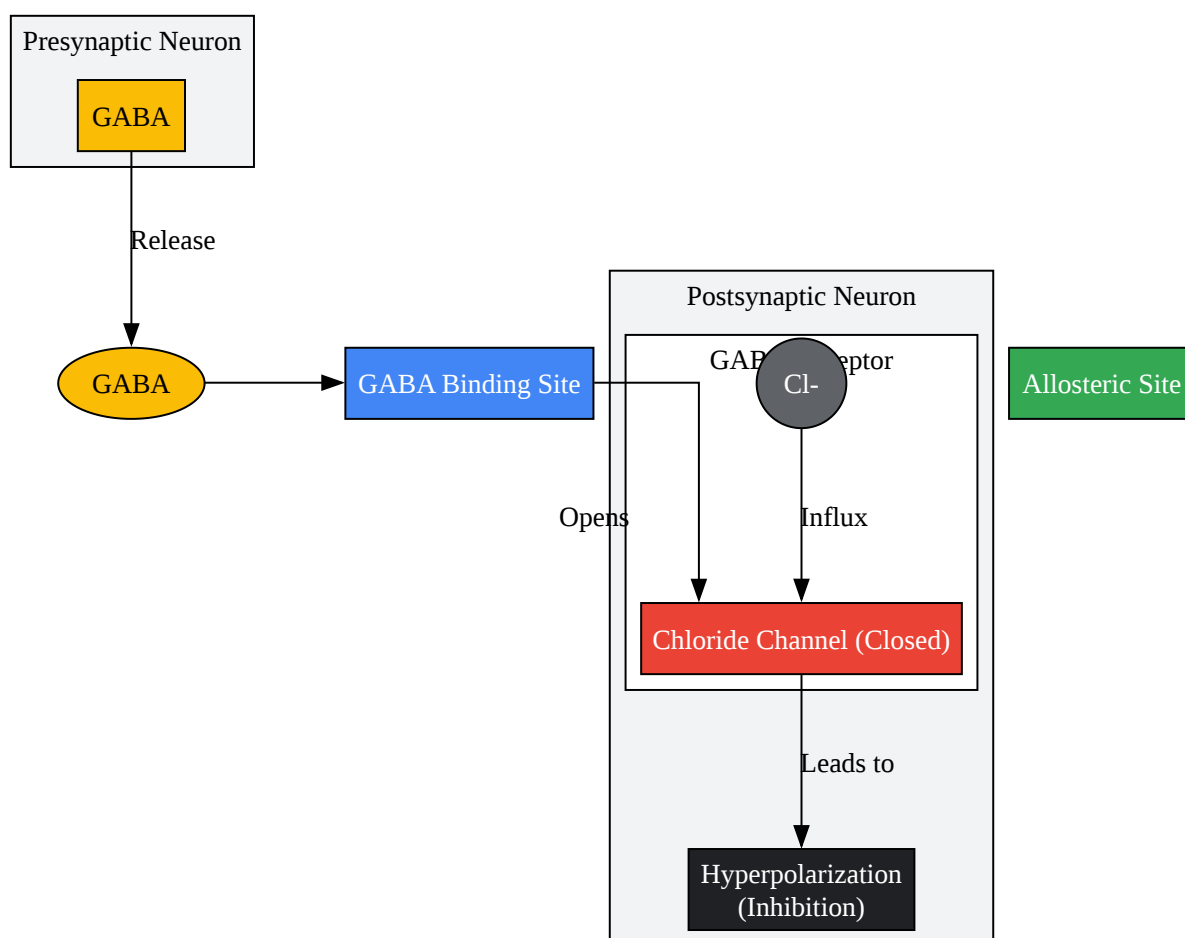 Presynaptic Neuron
GABA
Release
Postsynaptic Neuron
GABA
GABA Binding Site
Cl-
Allosteric Site
Opens
Influx
Chloride Channel (Closed)
Leads to
Hyperpolarization
(Inhibition)